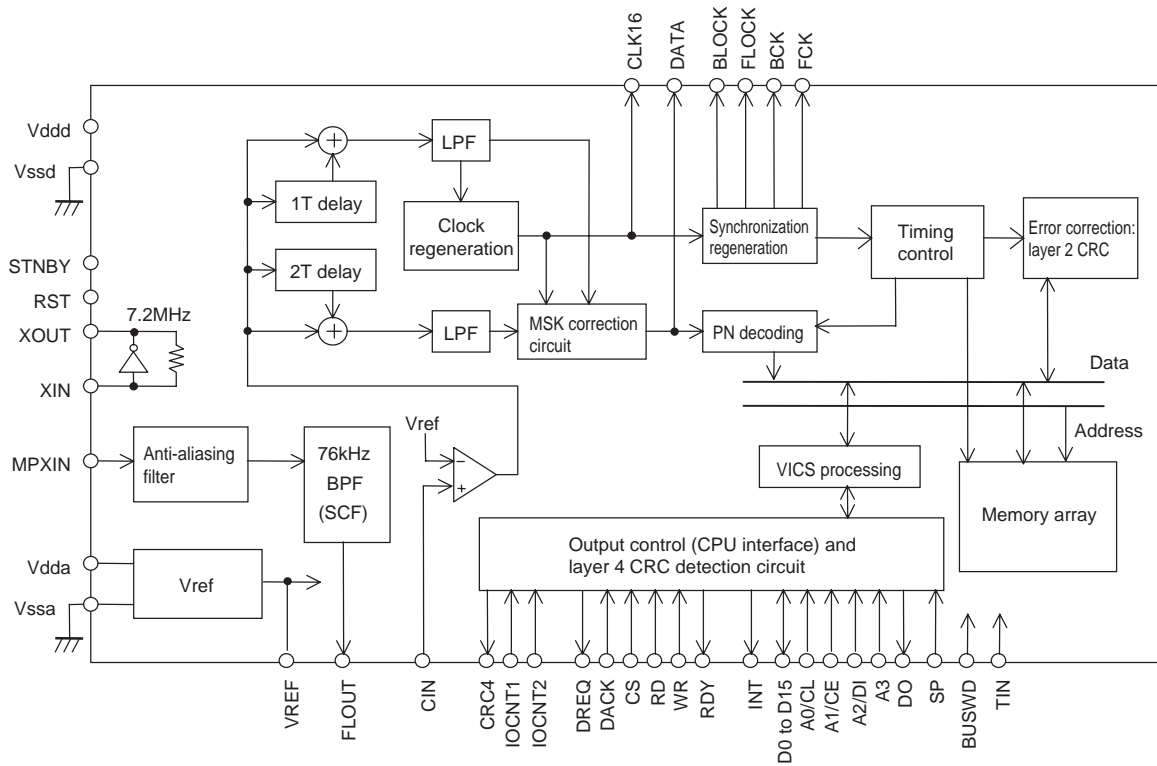 CLK16
DATA
BLOCK
FLOCK
BCK
FCK
Vddd
Vssd
STNBY
RST
XOUT
7.2MHz
XIN
MPXIN
Vdda
Vssa
+
LPF
1T delay
Clock
regeneration
2T delay
+
LPF
MSK correction
circuit
Synchronization
regeneration
Timing
control
Error correction:
layer 2 CRC
PN decoding
Data
Address
Anti-aliasing
filter
76kHz
BPF
(SCF)
Vref
−
+
VICS processing
Memory array
Vref
Output control (CPU interface) and
layer 4 CRC detection circuit
VREF
FLOUT
CIN
CRC4
IOCNT1
IOCNT2
DREQ
DACK
CS
RD
WR
RDY
INT
D0 to D15
A0/CL
A1/CE
A2/DI
A3
DO
SP
BUSWD
TIN